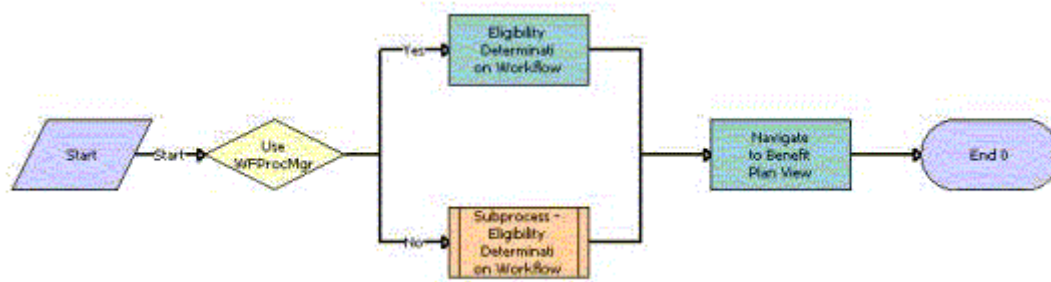 Eligibility
Determinati
on Workflow
Yes
Start
Start
Use
WFProcMgr
Navigate
to Benefit
Plan View
End 0
No
Subprocess -
Eligibility
Determinati
on Workflow